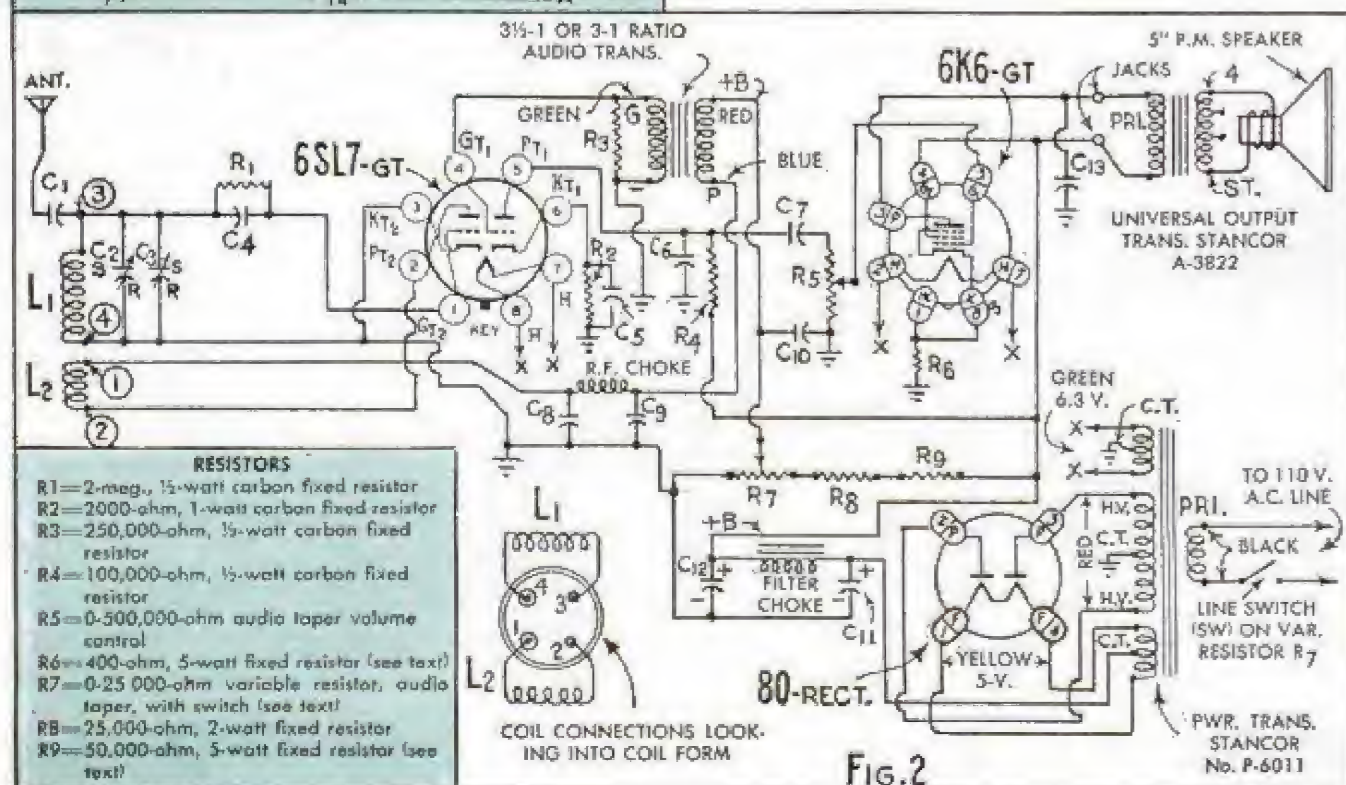 3½-1 OR 3-1 RATIO
AUDIO TRANS.
5" P.M. SPEAKER
ANT.
+B
6K6-GT
JACKS
4
GREEN
G
RED
PRI.
R3
GT1
PT1
R1
6SL7-GT
BLUE
P
C13
ST.
C1
3
4
5
KT1
C7
UNIVERSAL OUTPUT
TRANS. STANCOR
A-3822
KT2
3
6
C4
C2
C3
S
R
S
R
R2
C6
R5
L1
PT2
2
7
H
C5
R4
4
GT2
1
KEY
8
H
X
X
C10
X
R6
X
R.F. CHOKE
L2
1
C8
C9
GREEN
6.3 V.
C.T.
2
X
X
RESISTORS
R1=2-meg., ½-watt carbon fixed resistor
R2=2000-ohm, 1-watt carbon fixed resistor
R3=250,000-ohm, ½-watt carbon fixed
resistor
R4=100,000-ohm, ½-watt carbon fixed
resistor
R5=0-500,000-ohm audio taper volume
control
R6=400-ohm, 5-watt fixed resistor (see text)
R7=0-25 000-ohm variable resistor, audio
taper, with switch (see text)
R8=25,000-ohm, 2-watt fixed resistor
R9=50,000-ohm, 5-watt fixed resistor (see
text)
L1
4
3
1
2
L2
COIL CONNECTIONS LOOK-
ING INTO COIL FORM
R7
R8
R9
+B
C12
+
-
FILTER
CHOKE
+
-
C11
80-RECT.
YELLOW
5-V.
H.V.
RED
C.T.
H.V.
C.T.
PRI.
TO 110 V.
A.C. LINE
BLACK
LINE SWITCH
(SW) ON VAR.
RESISTOR R7
PWR. TRANS.
STANCOR
No. P-6011
FIG.2